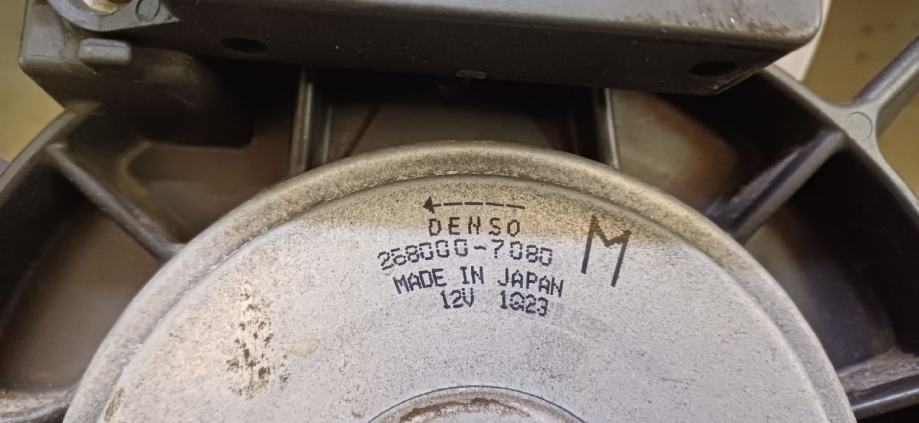 DENSO
268000-7080
M
MADE IN JAPAN
12V 1Q23